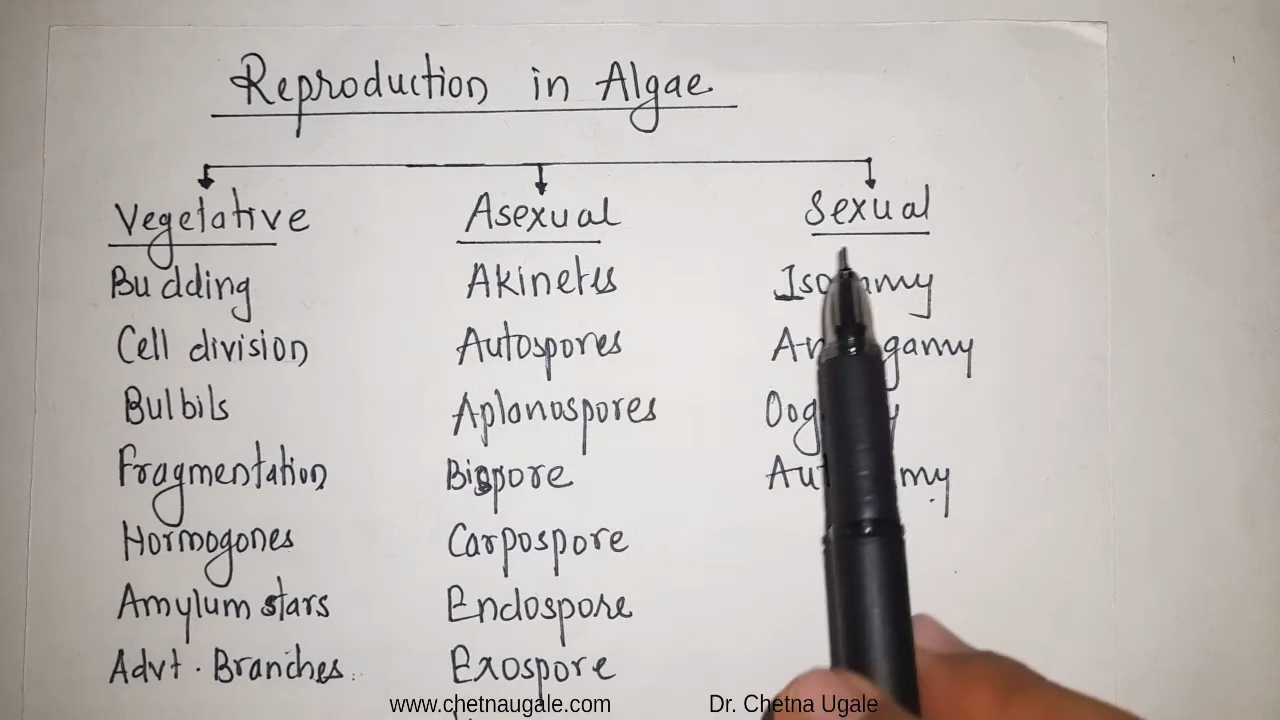 Reproduction in Algae
Vegetative
Budding
Cell division
Bulbils
Fragmentation
Hormogones
Amylum stars
Advt. Branches
Asexual
Akinetes
Autospores
Aplanospores
Bispore
Carpospore
Endospore
Exospore
Sexual
www.chetnaugale.com
Dr. Chetna Ugale